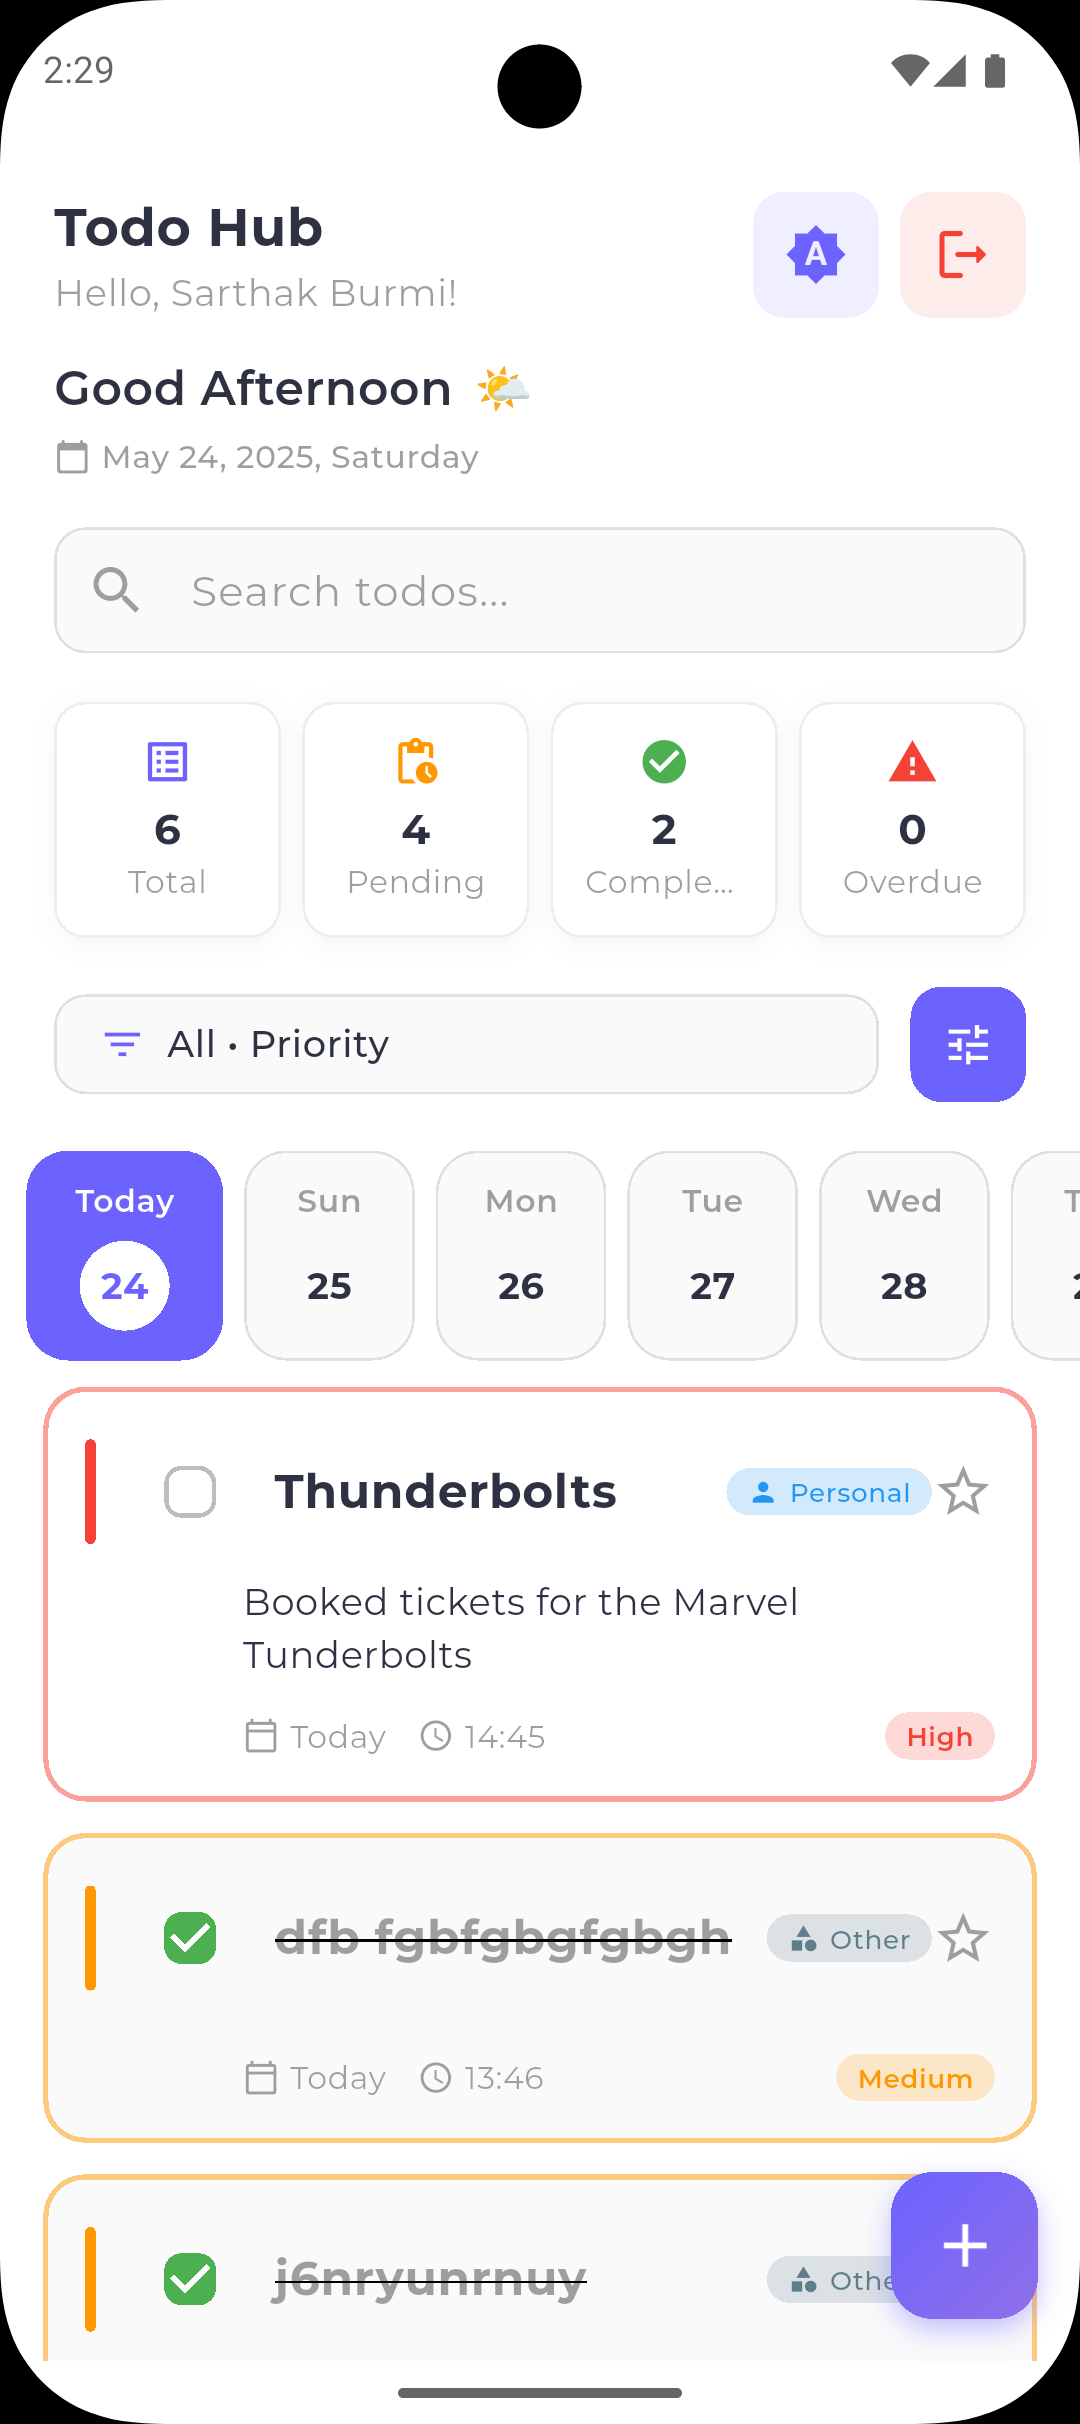 2:29
Todo Hub
A
Hello, Sarthak Burmi!
Good Afternoon
May 24, 2025, Saturday
Search todos...
6 4 2 0
Total Pending Comple... Overdue
All • Priority
Today Sun Mon Tue Wed
24 25 26 27 28
Thunderbolts Personal
Booked tickets for the Marvel
Tunderbolts
Today 14:45 High
dfb fgbfgbgfgbgh Other
Today 13:46 Medium
j6nryunrnuy